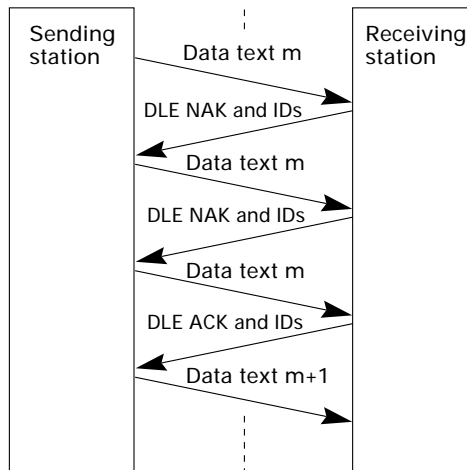 Sending
station
Receiving
station
Data text m
DLE NAK and IDs
Data text m
DLE NAK and IDs
Data text m
DLE ACK and IDs
Data text m+1